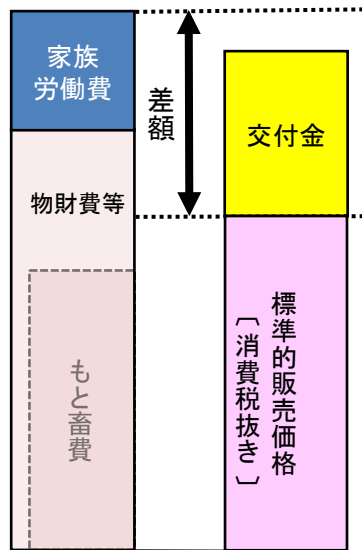 家族
労働費
物財費等
もと畜費
差額
交付金
標準的販売価格
〔消費税抜き〕